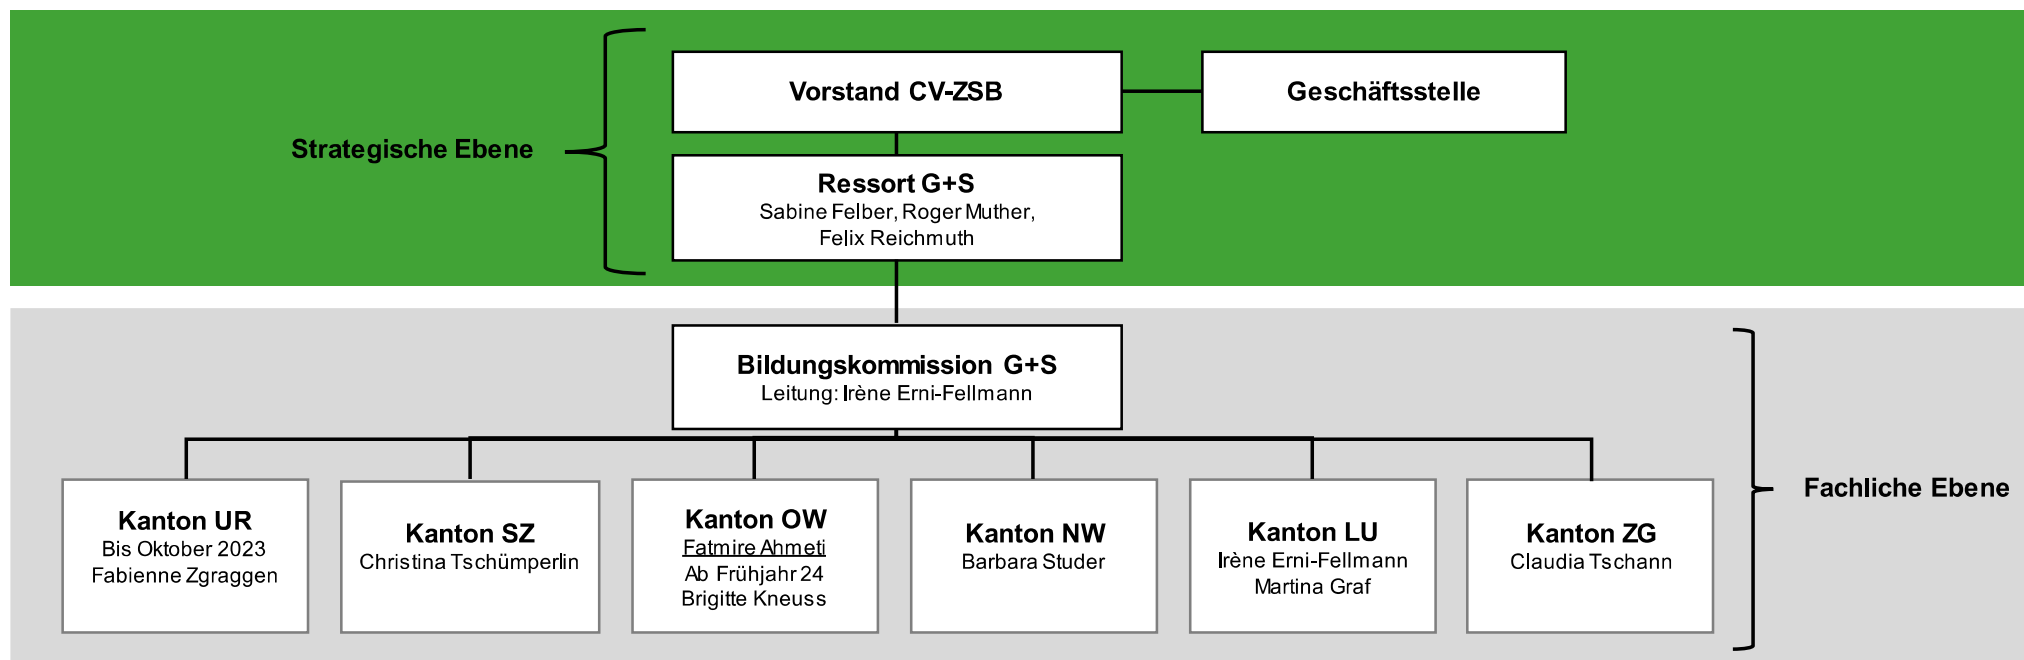 Vorstand CV-ZSB
Geschäftsstelle
Strategische Ebene
Ressort G+S
Sabine Felber, Roger Muther,
Felix Reichmuth
Bildungskommission G+S
Leitung: Irène Erni-Fellmann
Kanton UR
Bis Oktober 2023
Fabienne Zgraggen
Kanton SZ
Christina Tschümperlin
Kanton OW
Fatmire Ahmeti
Ab Frühjahr 24
Brigitte Kneuss
Kanton NW
Barbara Studer
Kanton LU
Irène Erni-Fellmann
Martina Graf
Kanton ZG
Claudia Tschann
Fachliche Ebene